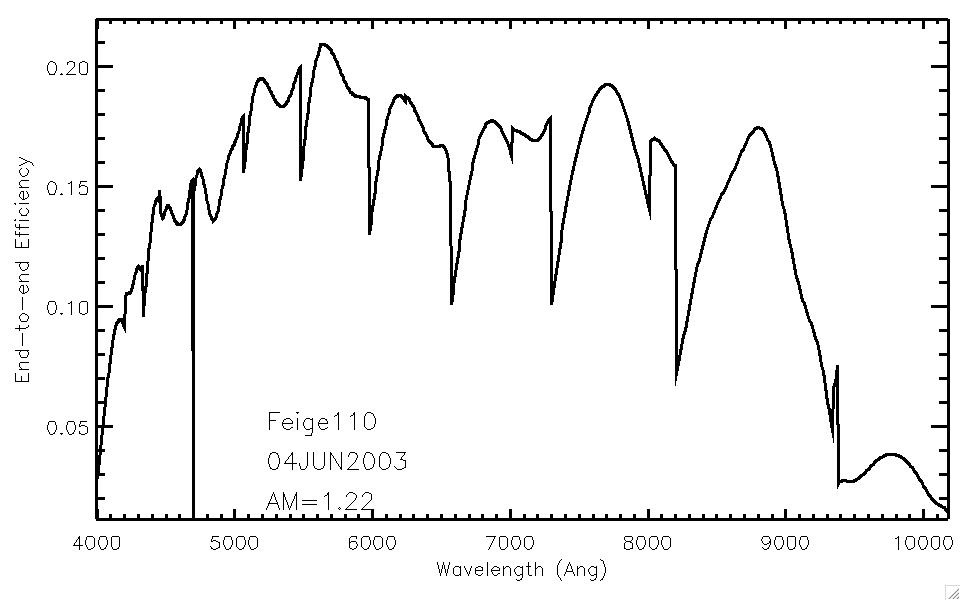 0.20
0.15
0.10
0.05
End-to-end Efficiency
Feige110
04JUN2003
AM=1.22
4000 5000 6000 7000 8000 9000 10000
Wavelength (Ang)